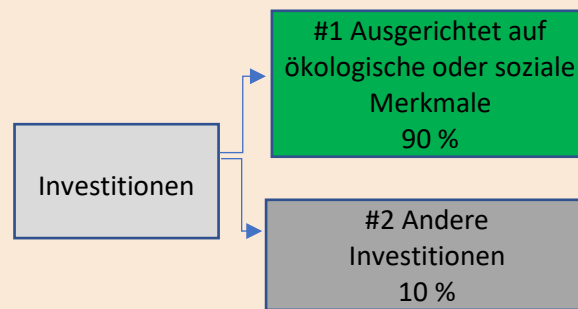 #1 Ausgerichtet auf
ökologische oder soziale
Merkmale
90 %
Investitionen
#2 Andere
Investitionen
10 %